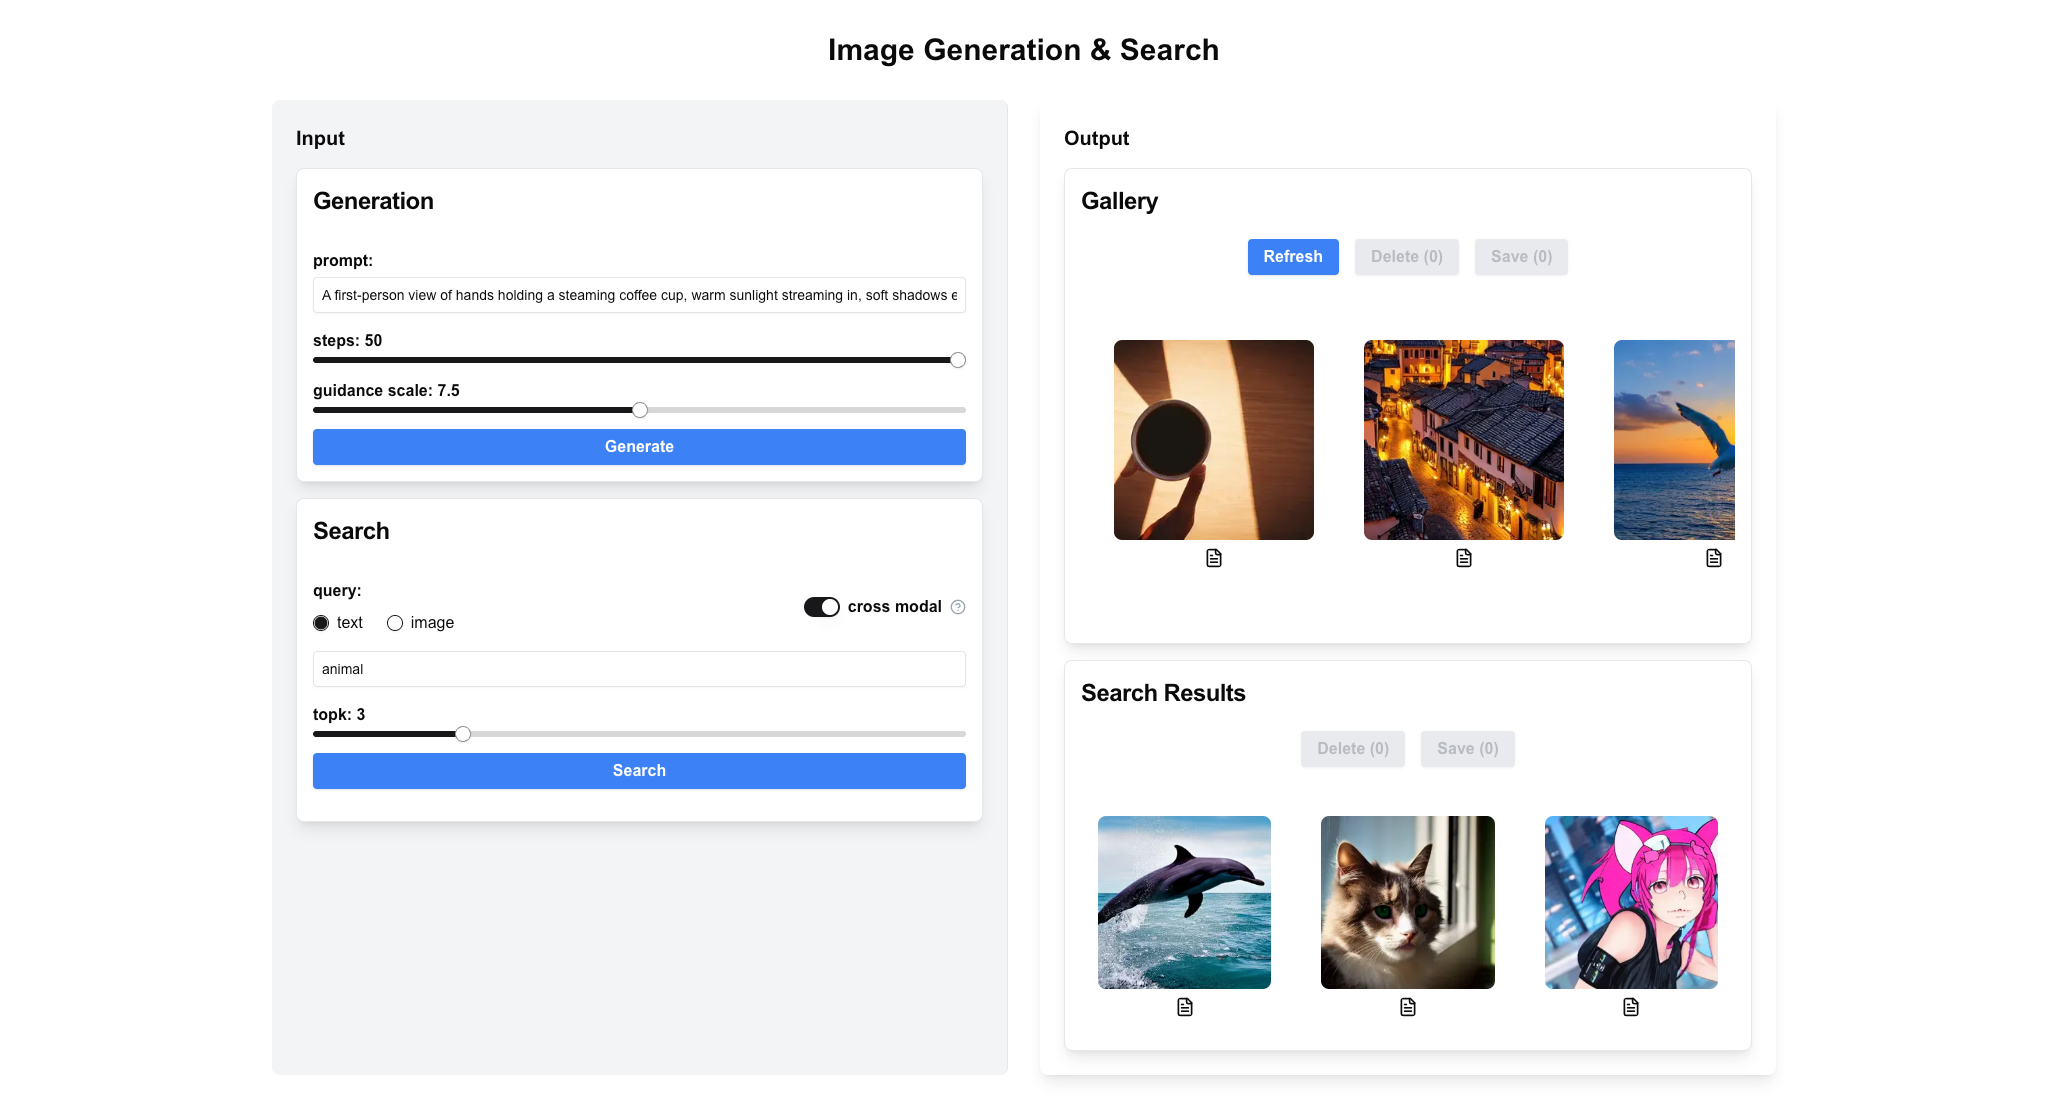 Image Generation & Search
Input
Generation
prompt:
A first-person view of hands holding a steaming coffee cup, warm sunlight streaming in, soft shadows e
steps: 50
guidance scale: 7.5
Generate
Search
query:
text
image
cross modal
animal
topk: 3
Search
Output
Gallery
Refresh
Delete (0)
Save (0)
Search Results
Delete (0)
Save (0)